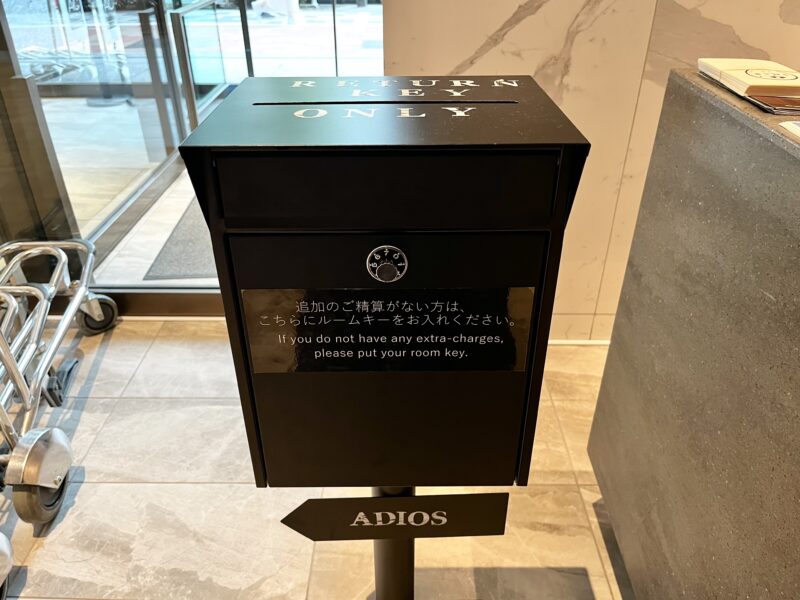 RETURN
KEY
ONLY
追加のご精算がない方は、
こちらにルームキーをお入れください。
If you do not have any extra-charges,
please put your room key.
ADIOS